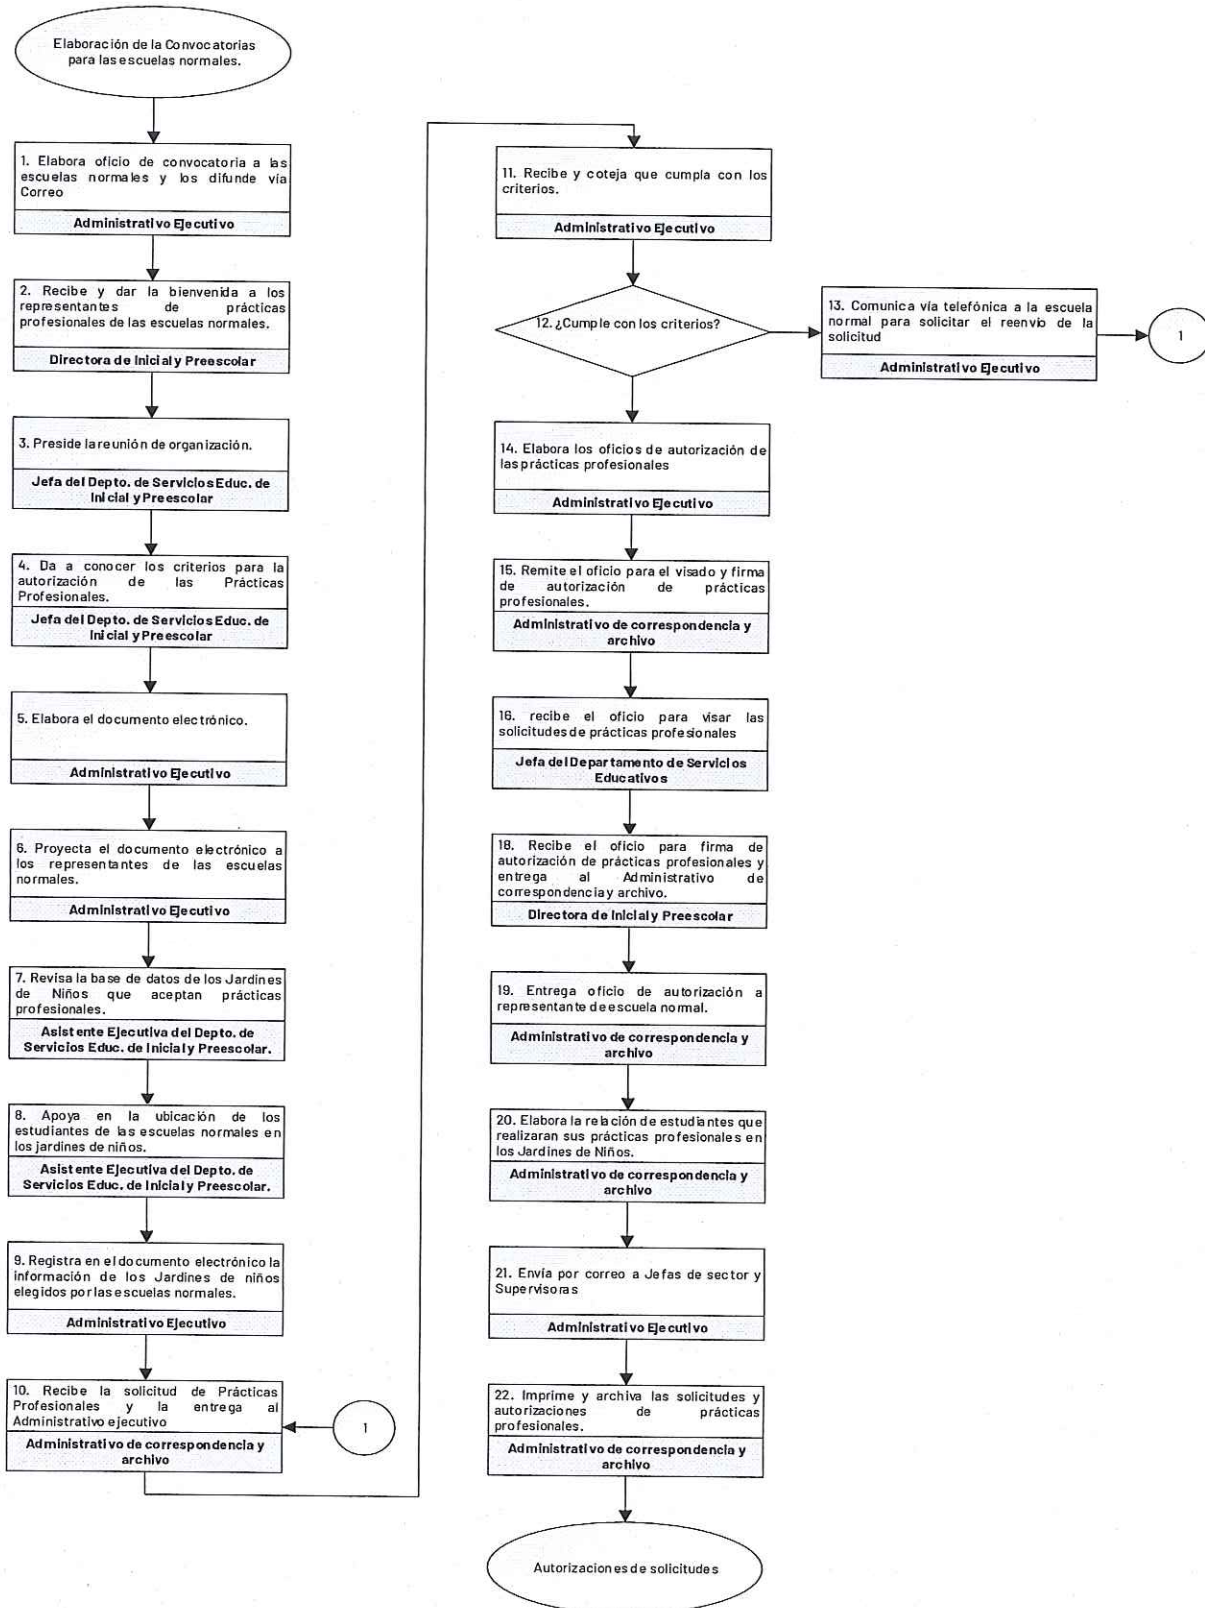 Elaboración de la Convocatorias
para las escuelas normales.
1. Elabora oficio de convocatoria a las
escuelas normales y los difunde vía
Correo
Administrativo Ejecutivo
2. Recibe y dar la bienvenida a los
representantes de prácticas
profesionales de las escuelas normales.
Directora de Inicial y Preescolar
3. Preside la reunión de organización.
Jefa del Depto. de Servicios Educ. de
Inicial y Preescolar
4. Da a conocer los criterios para la
autorización de las Prácticas
Profesionales.
Jefa del Depto. de Servicios Educ. de
Inicial y Preescolar
5. Elabora el documento electrónico.
Administrativo Ejecutivo
6. Proyecta el documento electrónico a
los representantes de las escuelas
normales.
Administrativo Ejecutivo
7. Revisa la base de datos de los Jardines
de Niños que aceptan prácticas
profesionales.
Asistente Ejecutiva del Depto. de
Servicios Educ. de Inicial y Preescolar.
8. Apoya en la ubicación de los
estudiantes de las escuelas normales en
los jardines de niños.
Asistente Ejecutiva del Depto. de
Servicios Educ. de Inicial y Preescolar.
9. Registra en el documento electrónico la
información de los Jardines de niños
elegidos por las escuelas normales.
Administrativo Ejecutivo
10. Recibe la solicitud de Prácticas
Profesionales y la entrega al
Administrativo ejecutivo
Administrativo de correspondencia y
archivo
1
11. Recibe y coteja que cumpla con los
criterios.
Administrativo Ejecutivo
12. ¿Cumple con los criterios?
13. Comunica vía telefónica a la escuela
normal para solicitar el reenvio de la
solicitud
Administrativo Ejecutivo
1
14. Elabora los oficios de autorización de
las prácticas profesionales
Administrativo Ejecutivo
15. Remite el oficio para el visado y firma
de autorización de prácticas
profesionales.
Administrativo de correspondencia y
archivo
16. recibe el oficio para visar las
solicitudes de prácticas profesionales
Jefa del Departamento de Servicios
Educativos
18. Recibe el oficio para firma de
autorización de prácticas profesionales y
entrega al Administrativo de
correspondencia y archivo.
Directora de Inicial y Preescolar
19. Entrega oficio de autorización a
representante de escuela normal.
Administrativo de correspondencia y
archivo
20. Elabora la relación de estudiantes que
realizaran sus prácticas profesionales en
los Jardines de Niños.
Administrativo de correspondencia y
archivo
21. Envía por correo a Jefas de sector y
Supervisoras
Administrativo Ejecutivo
22. Imprime y archiva las solicitudes y
autorizaciones de prácticas
profesionales.
Administrativo de correspondencia y
archivo
Autorizaciones de solicitudes